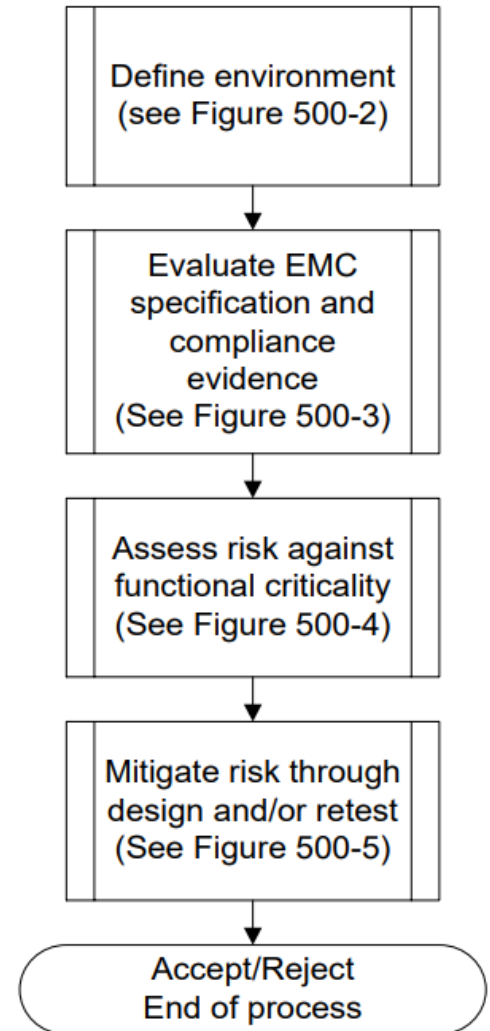 Define environment
(see Figure 500-2)
Evaluate EMC
specification and
compliance
evidence
(See Figure 500-3)
Assess risk against
functional criticality
(See Figure 500-4)
Mitigate risk through
design and/or retest
(See Figure 500-5)
Accept/Reject
End of process